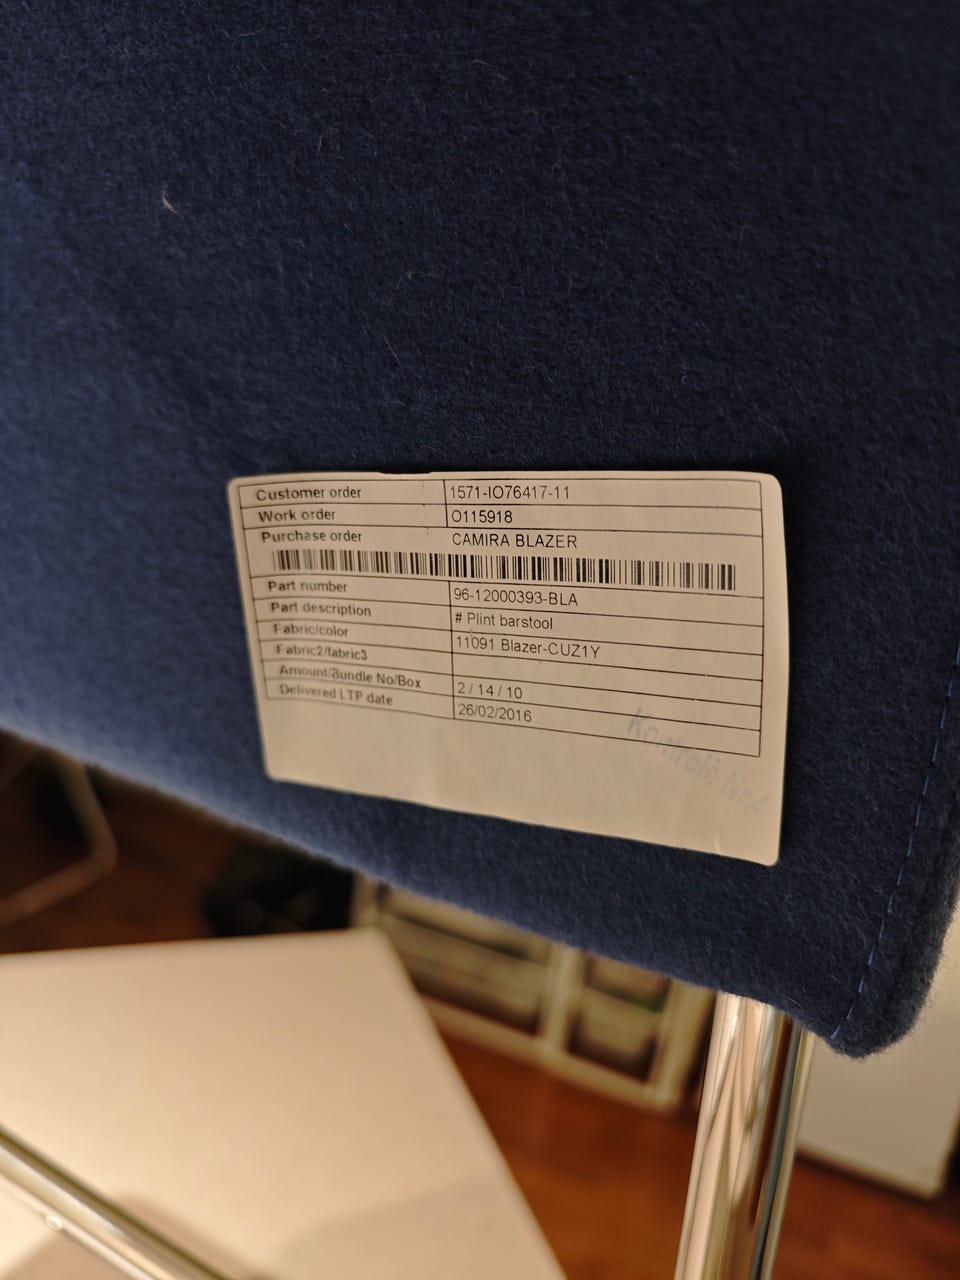 Customer order 1571-IO76417-11
Work order O115918
Purchase order CAMIRA BLAZER
Part number 96-12000393-BLA
Part description # Plint barstool
Fabric/color 11091 Blazer-CUZ1Y
Fabric2/fabric3
Amount/Bundle No/Box 2 / 14 / 10
Delivered LTP date 26/02/2016
Kontrolė Nr.4